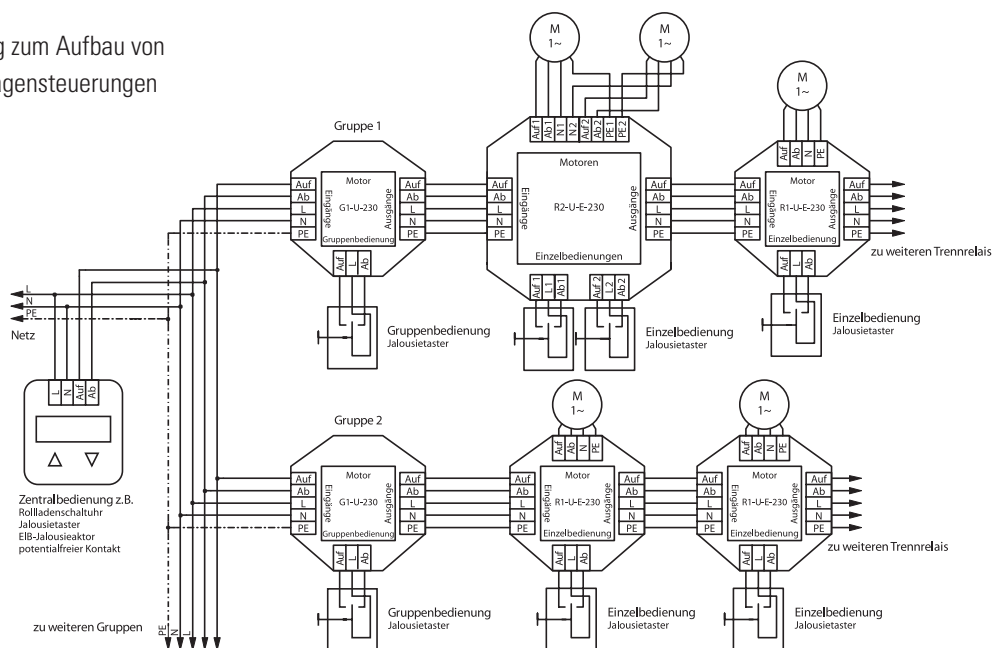 g zum Aufbau von
agensteuerungen
M
1~
M
1~
M
1~
Gruppe 1
Auf 1
Ab 1
N 1
N 2
Auf 2
Ab 2
PE 1
PE 2
Auf
Ab
N
PE
Auf
Ab
L
N
PE
Eingänge
Motor
G1-U-230
Gruppenbedienung
Ausgänge
Auf
Ab
L
N
PE
Auf
Ab
L
N
PE
Eingänge
Motoren
R2-U-E-230
Einzelbedienungen
Ausgänge
Auf
Ab
L
N
PE
Auf
Ab
L
N
PE
Eingänge
Motor
R1-U-E-230
Einzelbedienung
Ausgänge
Auf
Ab
L
N
PE
zu weiteren Trennrelais
Auf
L
Ab
Auf 1
L 1
Ab 1
Auf 2
L 2
Ab 2
Auf
L
Ab
Gruppenbedienung
Jalousietaster
Einzelbedienung
Jalousietaster
Einzelbedienung
Jalousietaster
L
N
PE
Netz
L
N
Auf
Ab
Zentralbedienung z.B.
Rollladenschaltuhr
Jalousietaster
EIB-Jalousieaktor
potentialfreier Kontakt
M
1~
M
1~
Gruppe 2
Auf
Ab
N
PE
Auf
Ab
N
PE
Auf
Ab
L
N
PE
Eingänge
Motor
G1-U-230
Gruppenbedienung
Ausgänge
Auf
Ab
L
N
PE
Auf
Ab
L
N
PE
Eingänge
Motor
R1-U-E-230
Einzelbedienung
Ausgänge
Auf
Ab
L
N
PE
Auf
Ab
L
N
PE
Eingänge
Motor
R1-U-E-230
Einzelbedienung
Ausgänge
Auf
Ab
L
N
PE
zu weiteren Trennrelais
Auf
L
Ab
Auf
L
Ab
Auf
L
Ab
Gruppenbedienung
Jalousietaster
Einzelbedienung
Jalousietaster
Einzelbedienung
Jalousietaster
zu weiteren Gruppen
PE
N
L